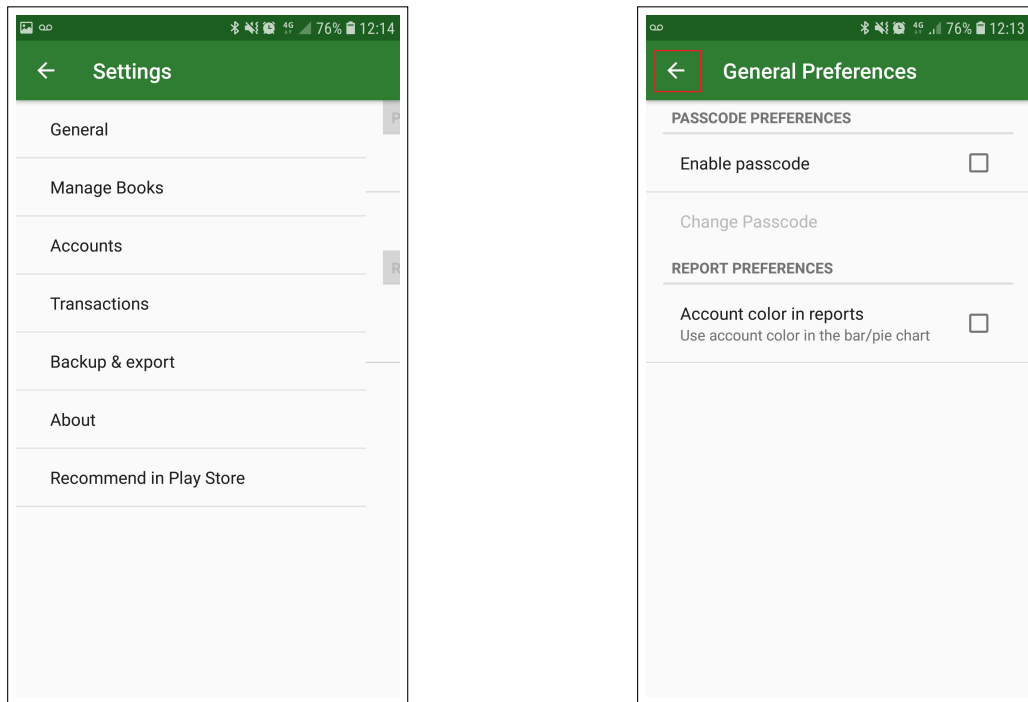 4G 76% 12:14
Settings
General
P
Manage Books
Accounts
R
Transactions
Backup & export
About
Recommend in Play Store
4G 76% 12:13
General Preferences
PASSCODE PREFERENCES
Enable passcode
Change Passcode
REPORT PREFERENCES
Account color in reports
Use account color in the bar/pie chart